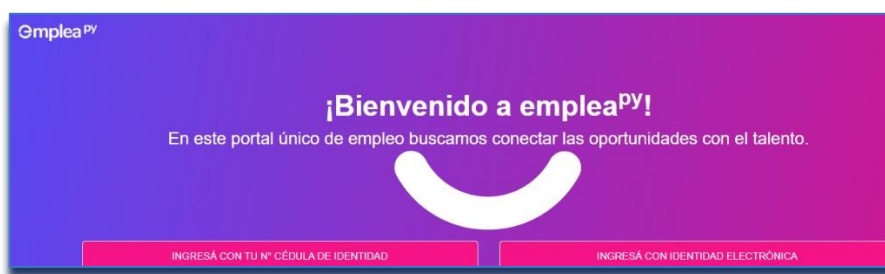 emplea py
¡Bienvenido a emplea py!
En este portal único de empleo buscamos conectar las oportunidades con el talento.
INGRESÁ CON TU N° CÉDULA DE IDENTIDAD
INGRESÁ CON IDENTIDAD ELECTRÓNICA